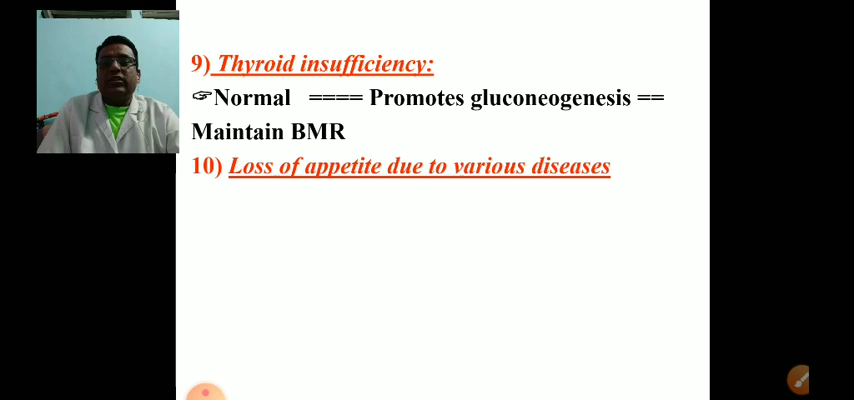 9) Thyroid insufficiency:
☞Normal ==== Promotes gluconeogenesis ==
Maintain BMR
10) Loss of appetite due to various diseases